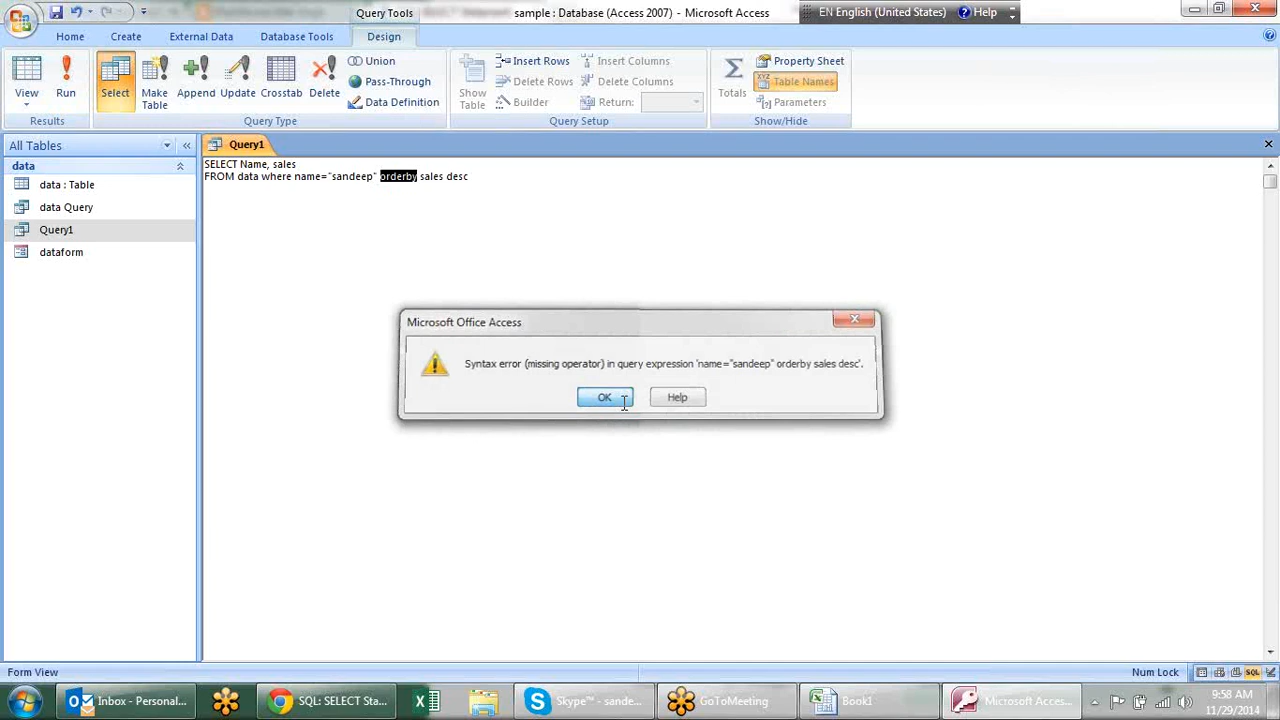 Query Tools
sample : Database (Access 2007) - Microsoft Access
EN English (United States)
Help
Home
Create
External Data
Database Tools
Design
View
Run
Select
Make Table
Append
Update
Crosstab
Delete
Union
Pass-Through
Data Definition
Show Table
Insert Rows
Delete Rows
Builder
Insert Columns
Delete Columns
Return:
Totals
Property Sheet
Table Names
Parameters
Results
Query Type
Query Setup
Show/Hide
All Tables
Query1
data
data : Table
data Query
Query1
dataform
SELECT Name, sales
FROM data where name="sandeep" orderby sales desc
Microsoft Office Access
Syntax error (missing operator) in query expression 'name="sandeep" orderby sales desc'.
OK
Help
Form View
Num Lock
SQL
Inbox - Personal...
SQL: SELECT Sta...
Skype™ - sande...
GoToMeeting
Book1
Microsoft Acces...
9:58 AM
11/29/2014